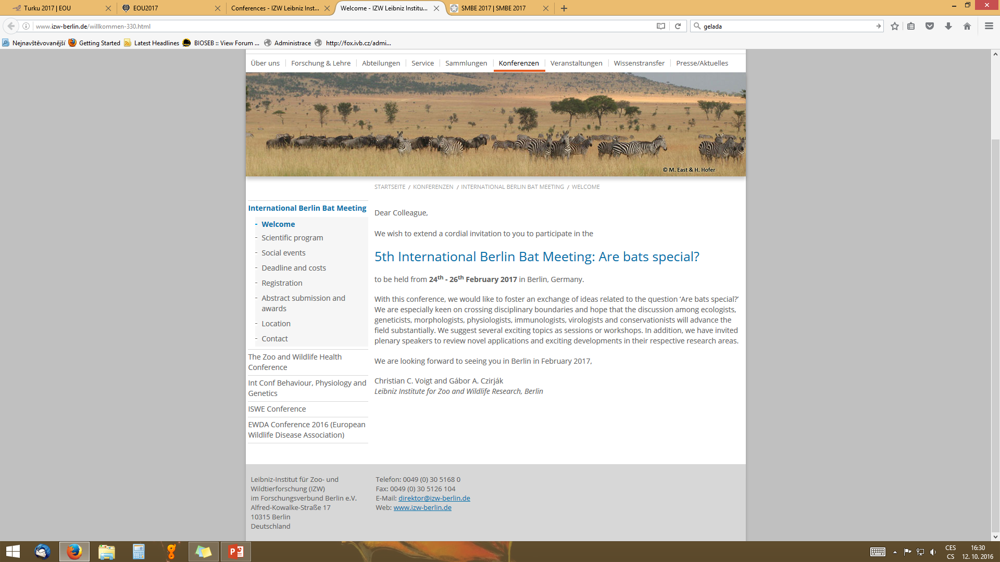 Turku 2017 | EOU
EOU2017
Conferences - IZW Leibniz Inst...
Welcome - IZW Leibniz Institu...
SMBE 2017 | SMBE 2017
www.izw-berlin.de/willkommen-330.html
gelada
Nejnavštěvovanější
Getting Started
Latest Headlines
BIOSEB :: View Forum ...
Administrace
http://fox.ivb.cz/admi...
Über uns
Forschung & Lehre
Abteilungen
Service
Sammlungen
Konferenzen
Veranstaltungen
Wissenstransfer
Presse/Aktuelles
© M. East & H. Hofer
STARTSEITE / KONFERENZEN / INTERNATIONAL BERLIN BAT MEETING / WELCOME
International Berlin Bat Meeting
- Welcome
- Scientific program
- Social events
- Deadline and costs
- Registration
- Abstract submission and
awards
- Location
- Contact
The Zoo and Wildlife Health
Conference
Int Conf Behaviour, Physiology and
Genetics
ISWE Conference
EWDA Conference 2016 (European
Wildlife Disease Association)
Dear Colleague,
We wish to extend a cordial invitation to you to participate in the
5th International Berlin Bat Meeting: Are bats special?
to be held from 24th - 26th February 2017 in Berlin, Germany.
With this conference, we would like to foster an exchange of ideas related to the question ‘Are bats special?’
We are especially keen on crossing disciplinary boundaries and hope that the discussion among ecologists,
geneticists, morphologists, physiologists, immunologists, virologists and conservationists will advance the
field substantially. We suggest several exciting topics as sessions or workshops. In addition, we have invited
plenary speakers to review novel applications and exciting developments in their respective research areas.
We are looking forward to seeing you in Berlin in February 2017,
Christian C. Voigt and Gábor A. Czirják
Leibniz Institute for Zoo and Wildlife Research, Berlin
Leibniz-Institut für Zoo- und
Wildtierforschung (IZW)
im Forschungsverbund Berlin e.V.
Alfred-Kowalke-Straße 17
10315 Berlin
Deutschland
Telefon: 0049 (0) 30 5168 0
Fax: 0049 (0) 30 5126 104
E-Mail: direktor@izw-berlin.de
Web: www.izw-berlin.de
CES
CS
16:30
12. 10. 2016